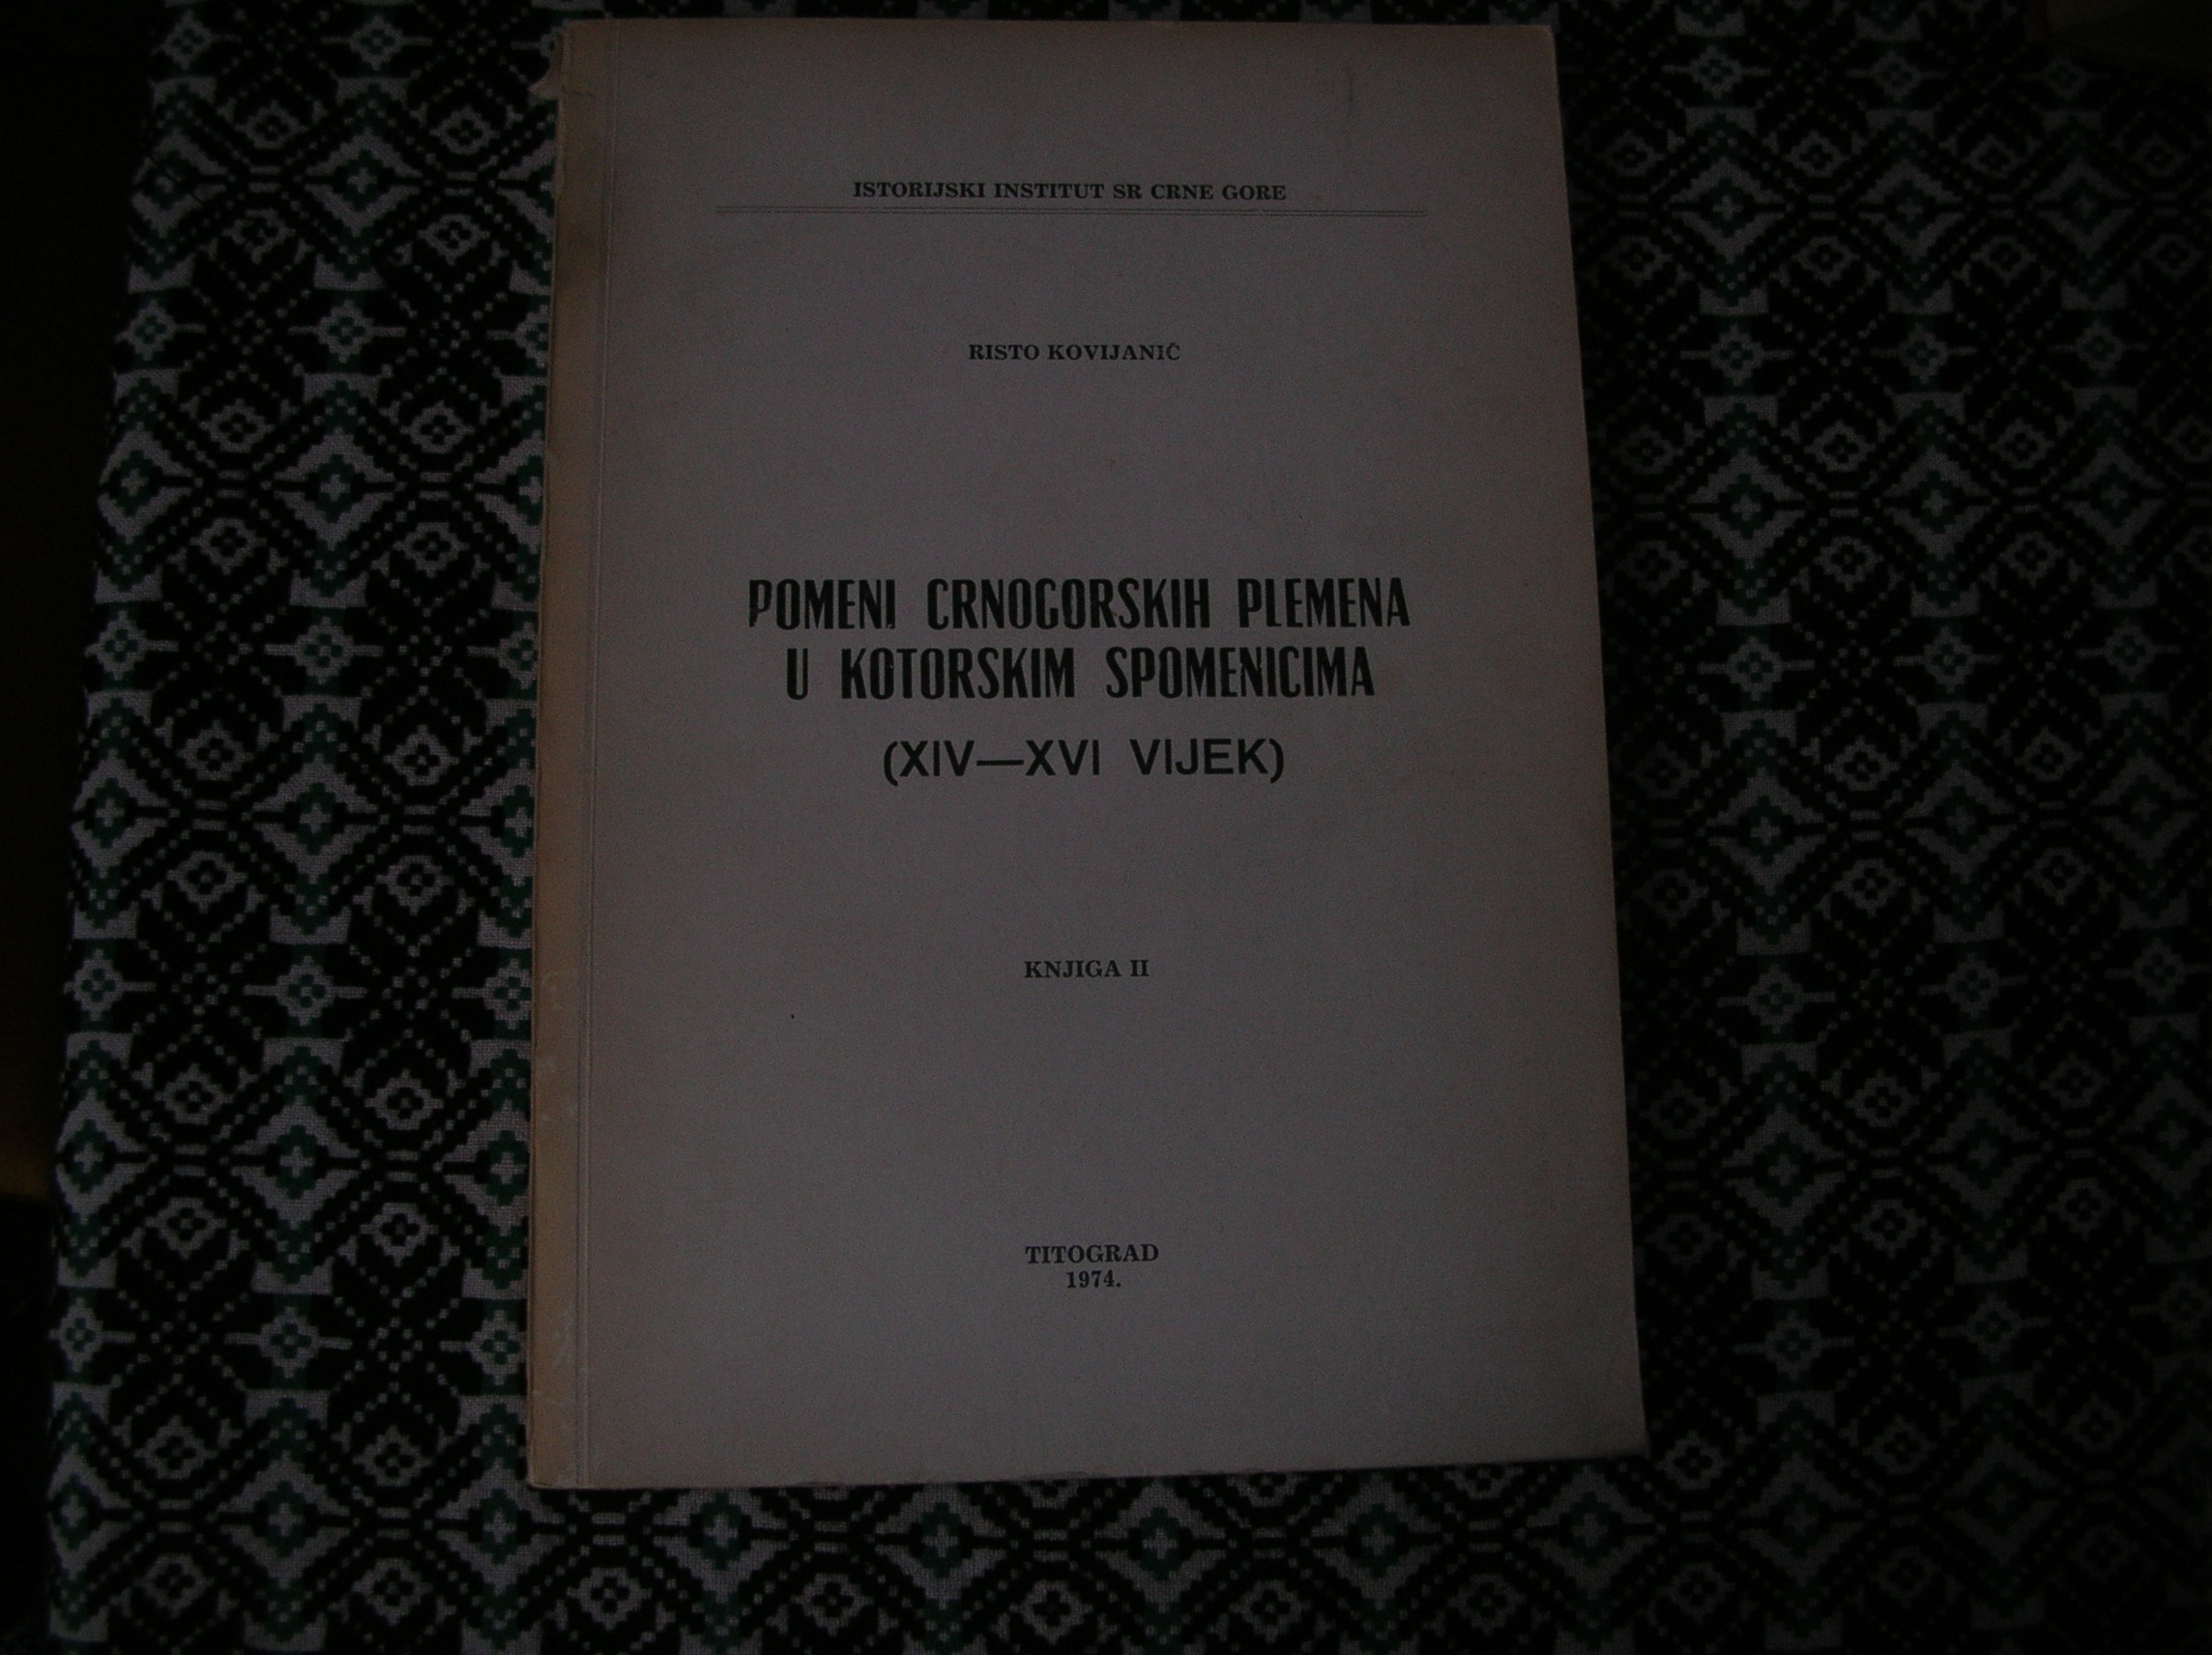 ISTORIJSKI INSTITUT SR CRNE GORE
RISTO KOVIJANIĆ
POMENI CRNOGORSKIH PLEMENA
U KOTORSKIM SPOMENICIMA
(XIV—XVI VIJEK)
KNJIGA II
TITOGRAD
1974.